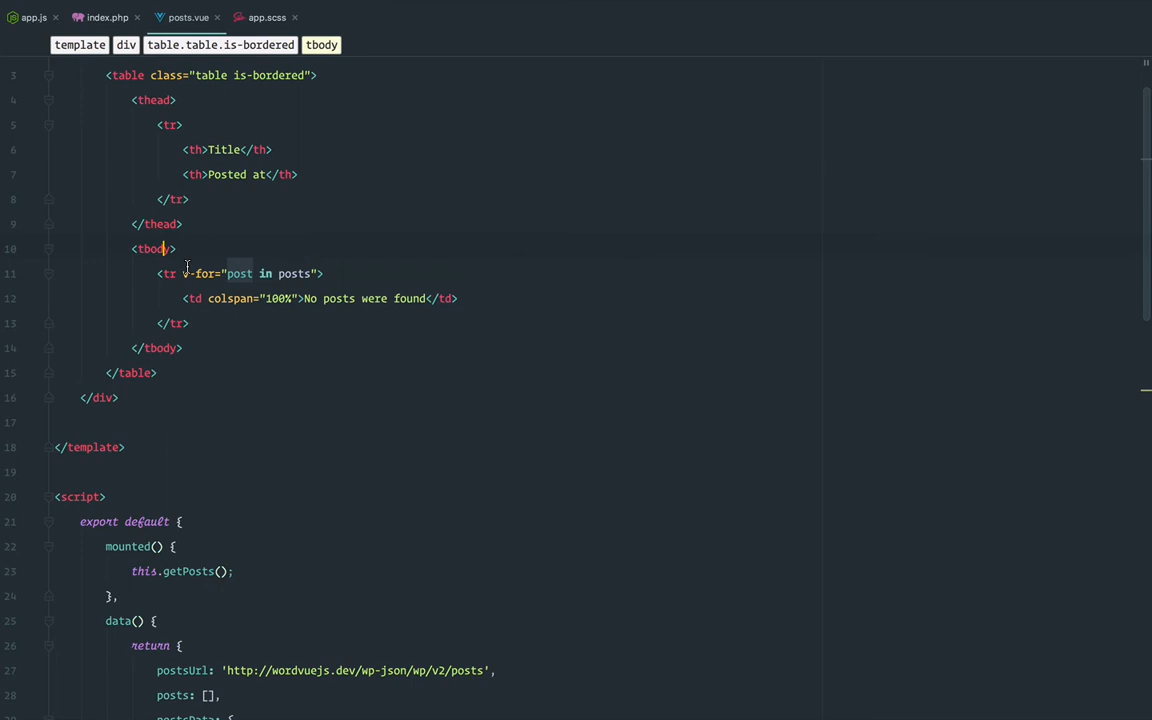 app.js × index.php × posts.vue × app.scss ×
template div table.table.is-bordered tbody
3 <table class="table is-bordered">
4 <thead>
5 <tr>
6 <th>Title</th>
7 <th>Posted at</th>
8 </tr>
9 </thead>
10 <tbody>
11 <tr v-for="post in posts">
12 <td colspan="100%">No posts were found</td>
13 </tr>
14 </tbody>
15 </table>
16 </div>
17
18 </template>
19
20 <script>
21 export default {
22 mounted() {
23 this.getPosts();
24 },
25 data() {
26 return {
27 postsUrl: 'http://wordvuejs.dev/wp-json/wp/v2/posts',
28 posts: [],
29 postsData: {